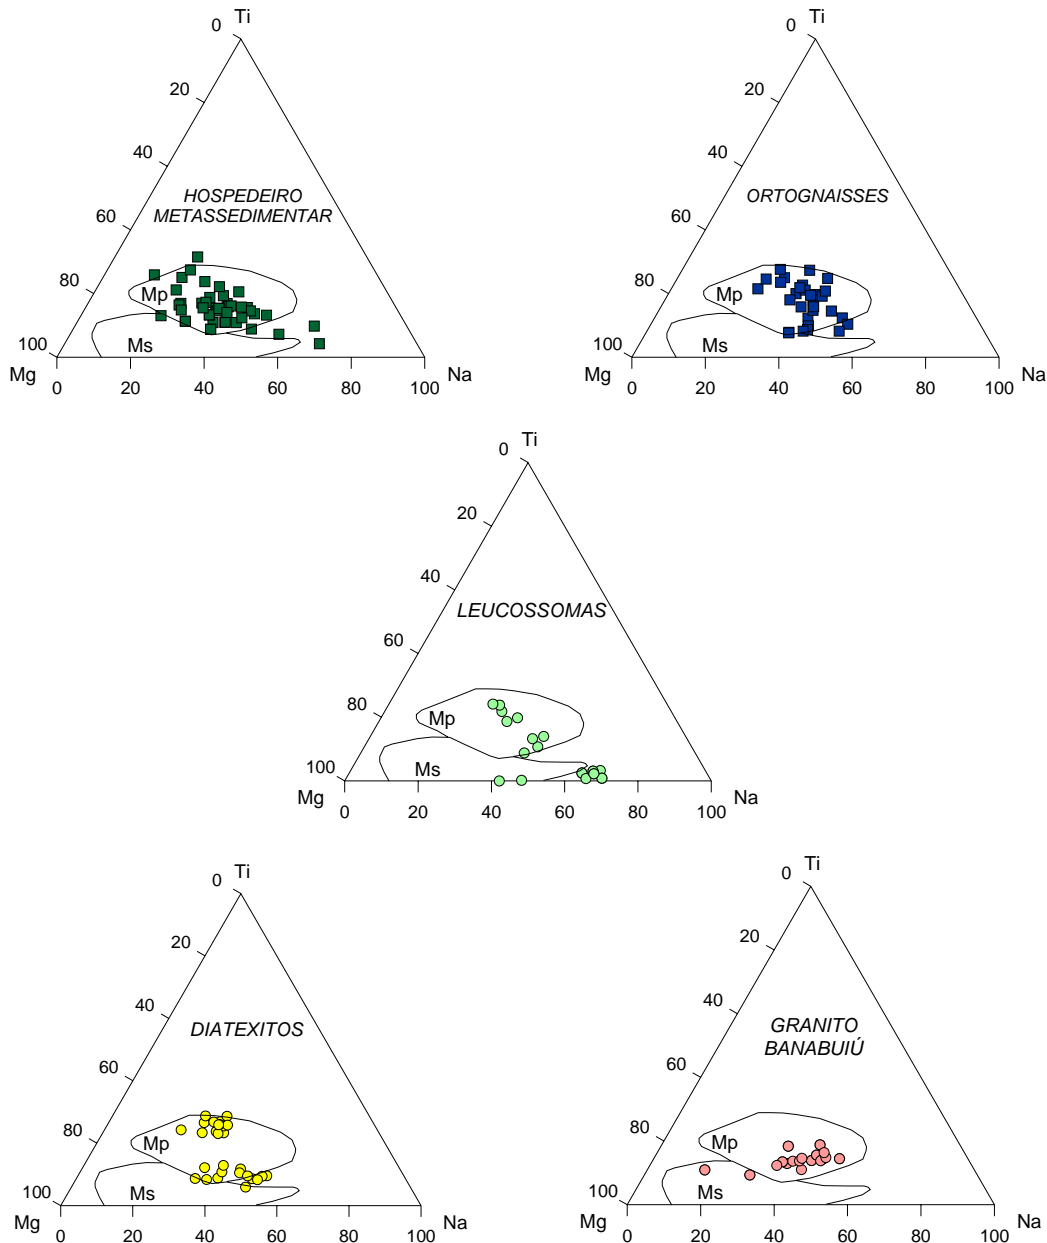 Ti
0
20
40
60
80
100
HOSPEDEIRO
METASSEDIMENTAR
Mp
Ms
Mg
Na
0 20 40 60 80 100
Ti
0
20
40
60
80
100
ORTOGNAISSES
Mp
Ms
Mg
Na
0 20 40 60 80 100
Ti
0
20
40
60
80
100
LEUCOSSOMAS
Mp
Ms
Mg
Na
0 20 40 60 80 100
Ti
0
20
40
60
80
100
DIATEXITOS
Mp
Ms
Mg
Na
0 20 40 60 80 100
Ti
0
20
40
60
80
100
GRANITO
BANABUIÚ
Mp
Ms
Mg
Na
0 20 40 60 80 100